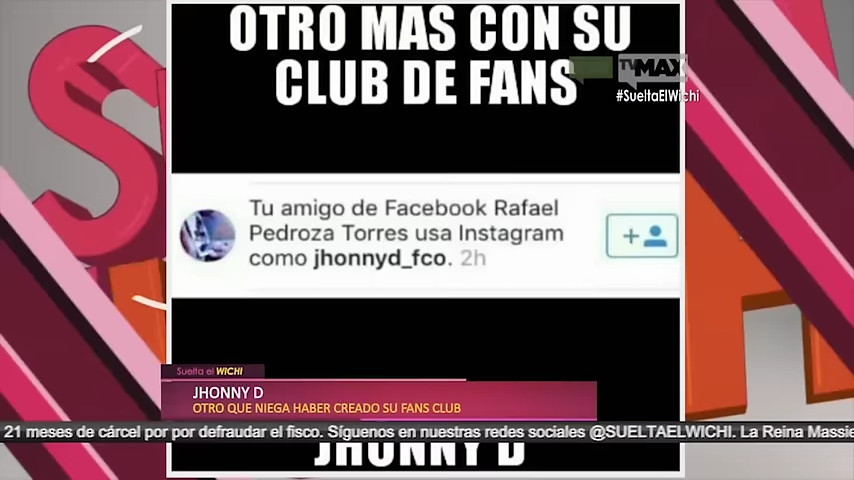 OTRO MAS CON SU
CLUB DE FANS
TVMAX
#SueltaElWichi
Tu amigo de Facebook Rafael
Pedroza Torres usa Instagram
como jhonnyd_fco. 2h
Suelta el WICHI
JHONNY D
OTRO QUE NIEGA HABER CREADO SU FANS CLUB
21 meses de cárcel por por defraudar el fisco. Síguenos en nuestras redes sociales @SUELTAELWICHI. La Reina Massie
JHONNY D